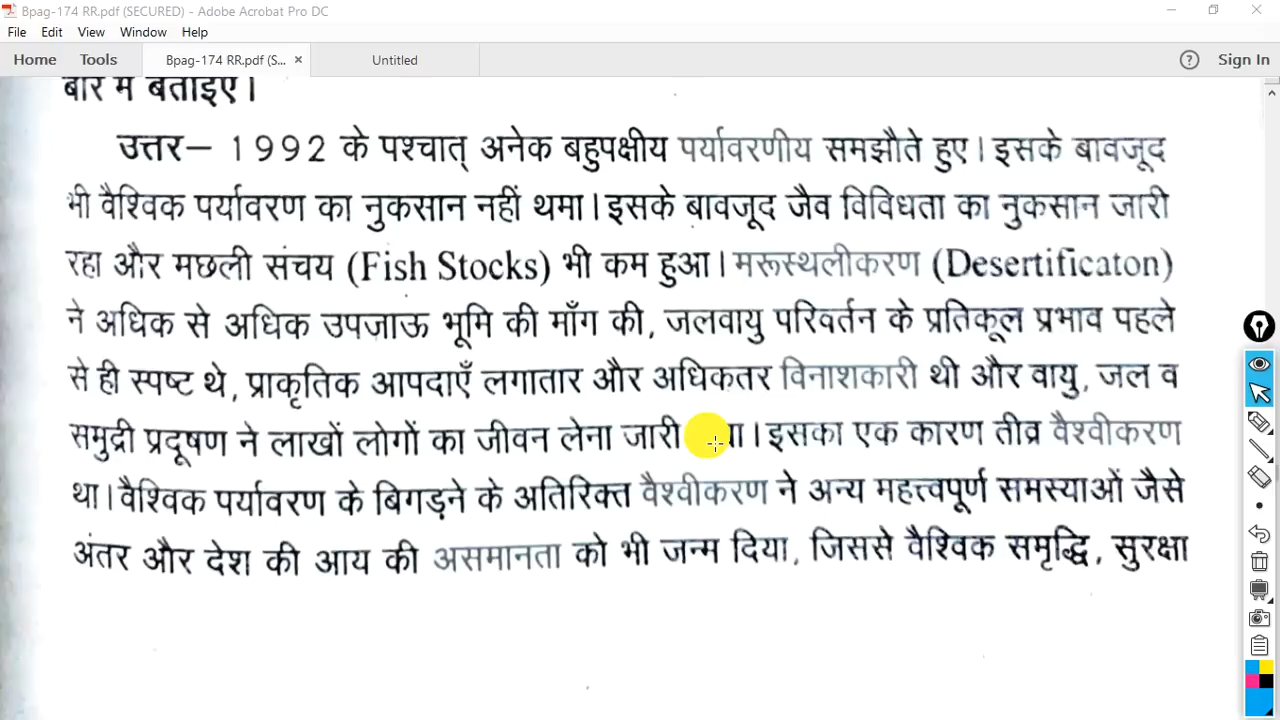 Bpag-174 RR.pdf (SECURED) - Adobe Acrobat Pro DC
File Edit View Window Help
Home Tools Bpag-174 RR.pdf (S... × Untitled Sign In
बारे में बताइए।
उत्तर– 1992 के पश्चात् अनेक बहुपक्षीय पर्यावरणीय समझौते हुए। इसके बावजूद
भी वैश्विक पर्यावरण का नुकसान नहीं थमा। इसके बावजूद जैव विविधता का नुकसान जारी
रहा और मछली संचय (Fish Stocks) भी कम हुआ। मरूस्थलीकरण (Desertificaton)
ने अधिक से अधिक उपजाऊ भूमि की माँग की, जलवायु परिवर्तन के प्रतिकूल प्रभाव पहले
से ही स्पष्ट थे, प्राकृतिक आपदाएँ लगातार और अधिकतर विनाशकारी थी और वायु, जल व
समुद्री प्रदूषण ने लाखों लोगों का जीवन लेना जारी इसका एक कारण तीव्र वैश्वीकरण
था। वैश्विक पर्यावरण के बिगड़ने के अतिरिक्त वैश्वीकरण ने अन्य महत्त्वपूर्ण समस्याओं जैसे
अंतर और देश की आय की असमानता को भी जन्म दिया, जिससे वैश्विक समृद्धि, सुरक्षा